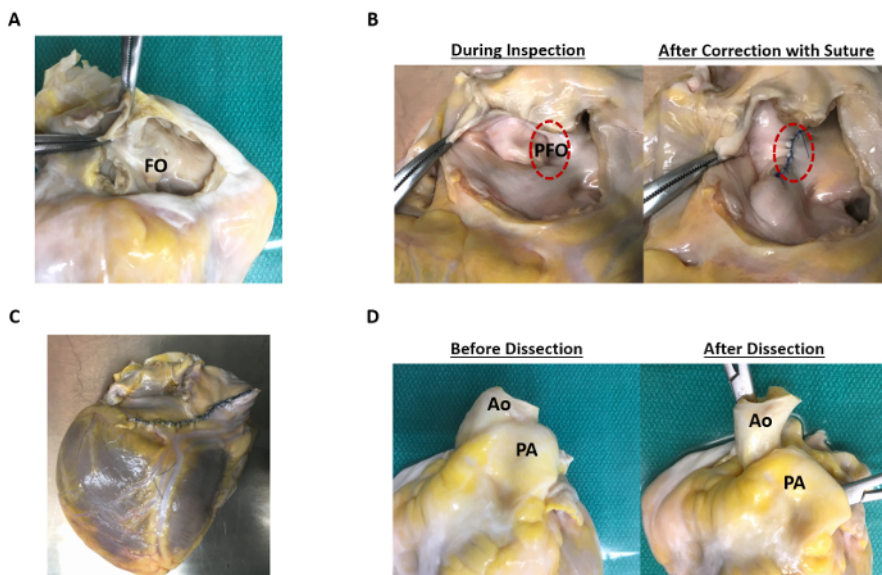 A
B
During Inspection
After Correction with Suture
FO
PFO
C
D
Before Dissection
After Dissection
Ao
Ao
PA
PA